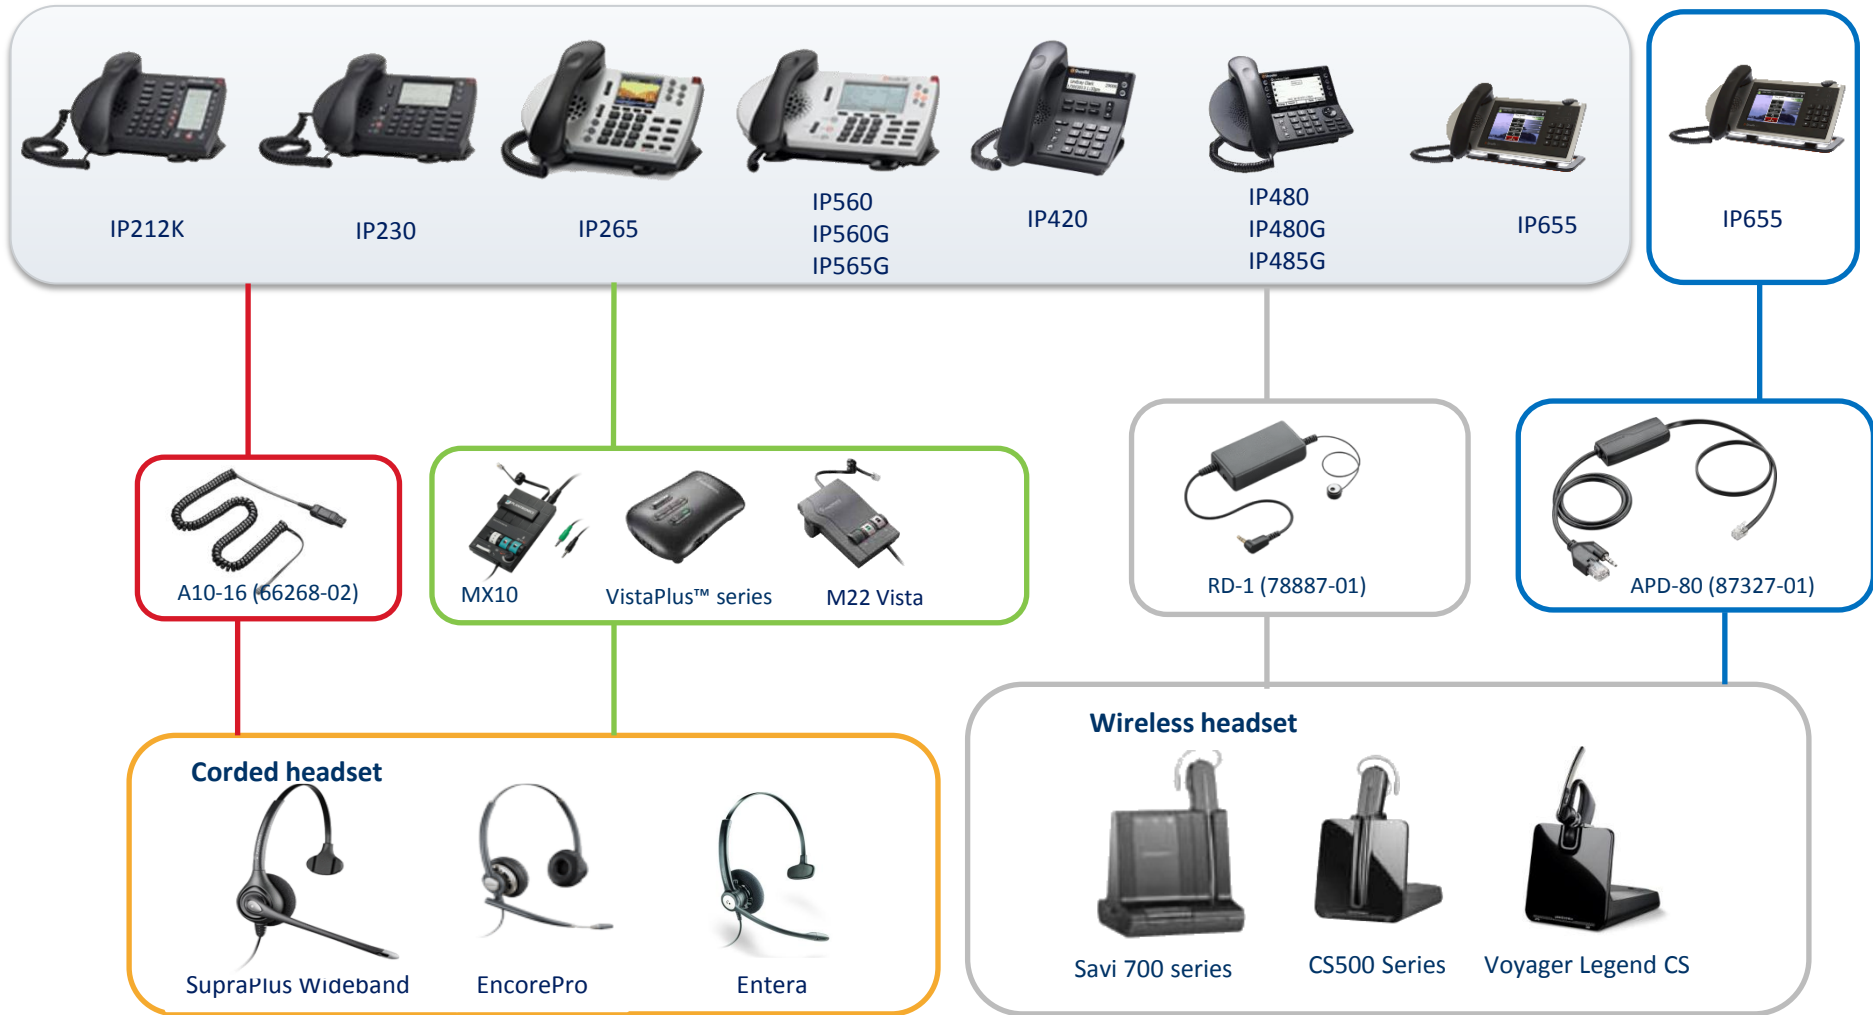 IP212K
IP230
IP265
IP560
IP560G
IP565G
IP420
IP480
IP480G
IP485G
IP655
IP655
A10-16 (66268-02)
MX10
VistaPlus™ series
M22 Vista
RD-1 (78887-01)
APD-80 (87327-01)
Corded headset
SupraPlus Wideband
EncorePro
Entera
Wireless headset
Savi 700 series
CS500 Series
Voyager Legend CS